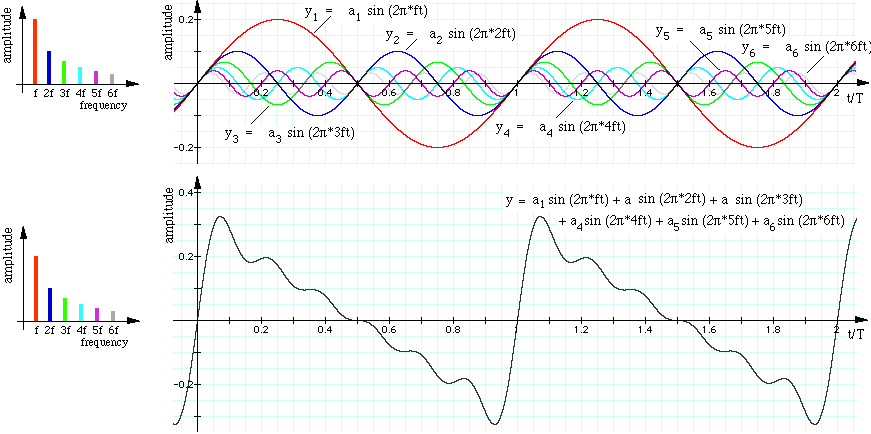 amplitude
f 2f 3f 4f 5f 6f
frequency
amplitude
0.2
-0.2
0.2 0.4 0.6 0.8 1 1.2 1.4 1.6 1.8 2
t/T
y1 = a1 sin (2π*ft)
y2 = a2 sin (2π*2ft)
y3 = a3 sin (2π*3ft)
y4 = a4 sin (2π*4ft)
y5 = a5 sin (2π*5ft)
y6 = a6 sin (2π*6ft)
amplitude
f 2f 3f 4f 5f 6f
frequency
amplitude
0.4
0.2
-0.2
0.2 0.4 0.6 0.8 1 1.2 1.4 1.6 1.8 2
t/T
y = a1 sin (2π*ft) + a sin (2π*2ft) + a sin (2π*3ft)
+ a4 sin (2π*4ft) + a5 sin (2π*5ft) + a6 sin (2π*6ft)